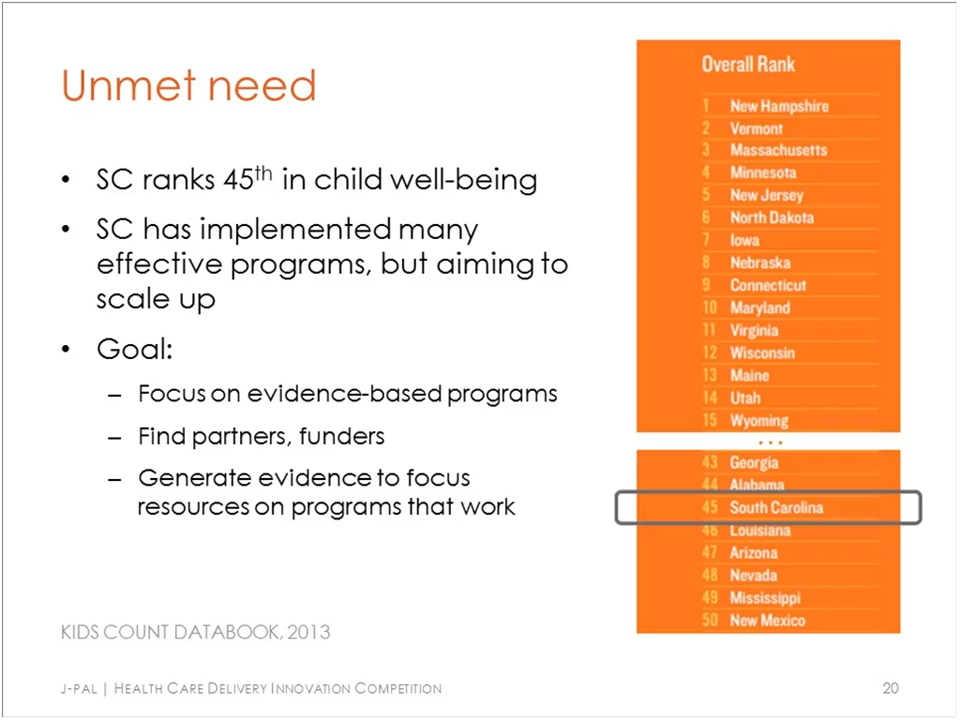 Unmet need
• SC ranks 45th in child well-being
• SC has implemented many
effective programs, but aiming to
scale up
• Goal:
– Focus on evidence-based programs
– Find partners, funders
– Generate evidence to focus
resources on programs that work
KIDS COUNT DATABOOK, 2013
Overall Rank
1 New Hampshire
2 Vermont
3 Massachusetts
4 Minnesota
5 New Jersey
6 North Dakota
7 Iowa
8 Nebraska
9 Connecticut
10 Maryland
11 Virginia
12 Wisconsin
13 Maine
14 Utah
15 Wyoming
...
43 Georgia
44 Alabama
45 South Carolina
46 Louisiana
47 Arizona
48 Nevada
49 Mississippi
50 New Mexico
J-PAL | HEALTH CARE DELIVERY INNOVATION COMPETITION
20